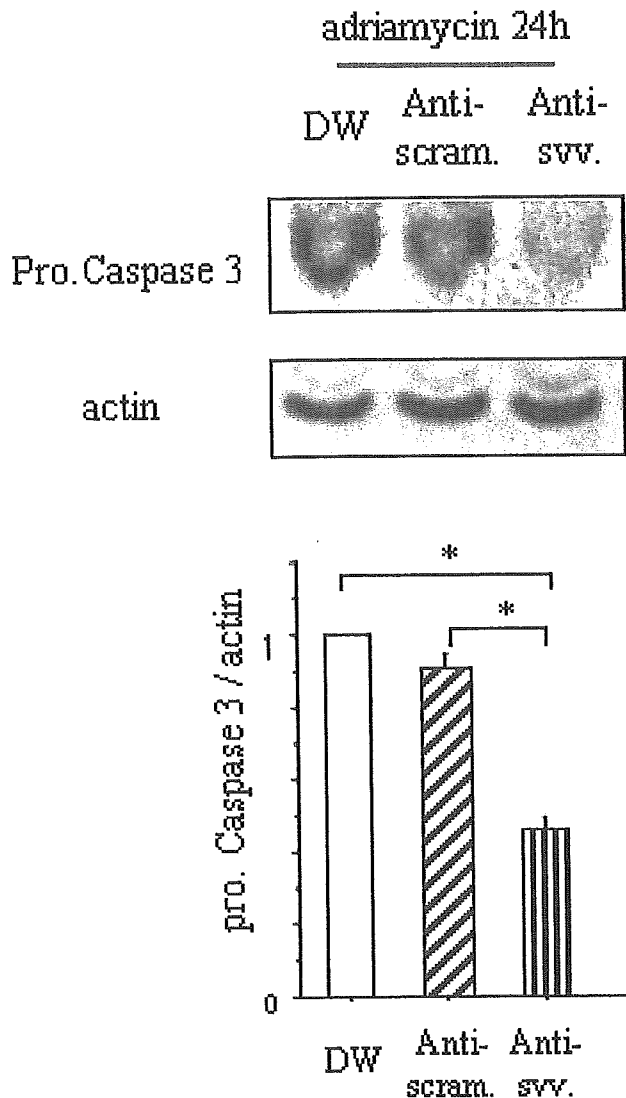 adriamycin 24h
DW
Anti-
scram.
Anti-
svv.
Pro. Caspase 3
actin
*
*
1
pro. Caspase 3 / actin
0
DW
Anti-
scram.
Anti-
svv.